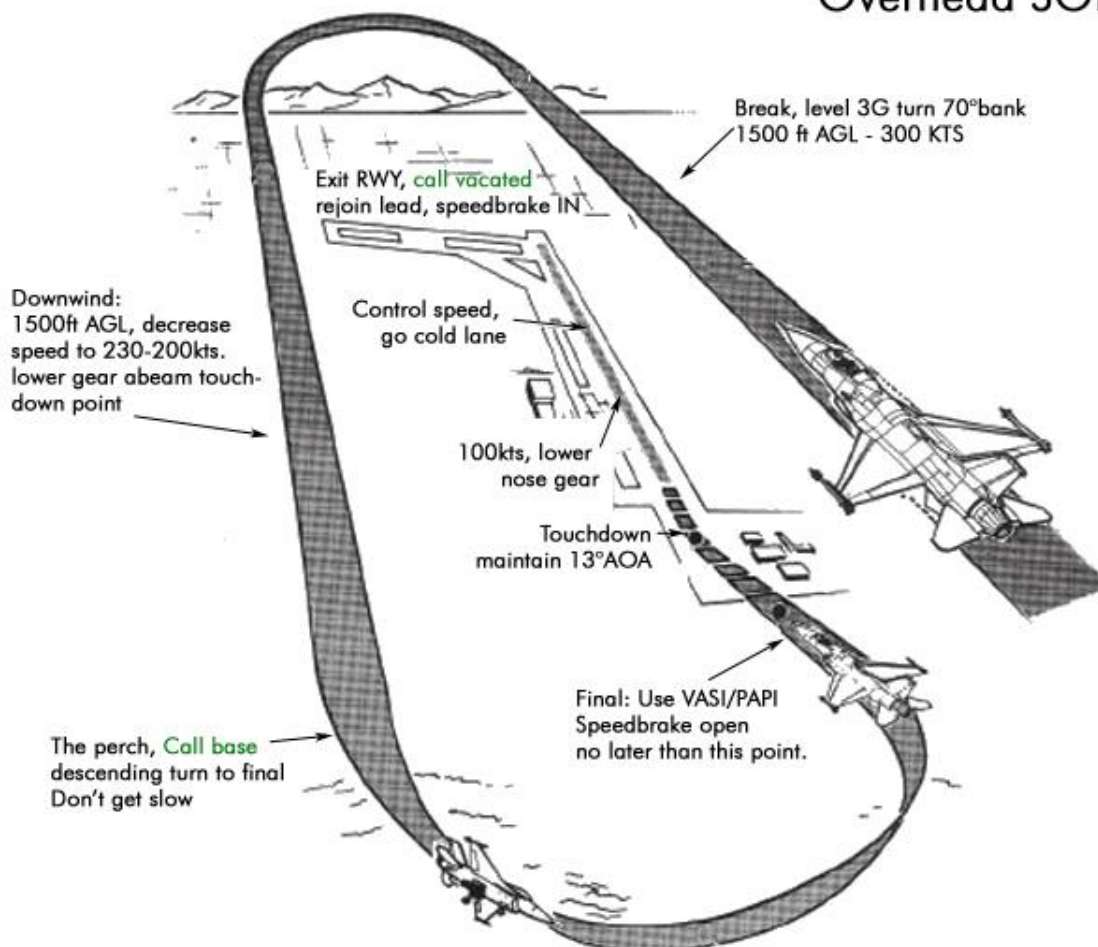 Overhead
Break, level 3G turn 70°bank
1500 ft AGL - 300 KTS
Exit RWY, call vacated
rejoin lead, speedbrake IN
Downwind:
1500ft AGL, decrease
speed to 230-200kts.
lower gear abeam touch-
down point
Control speed,
go cold lane
100kts, lower
nose gear
Touchdown
maintain 13°AOA
Final: Use VASI/PAPI
Speedbrake open
no later than this point.
The perch, Call base
descending turn to final
Don't get slow